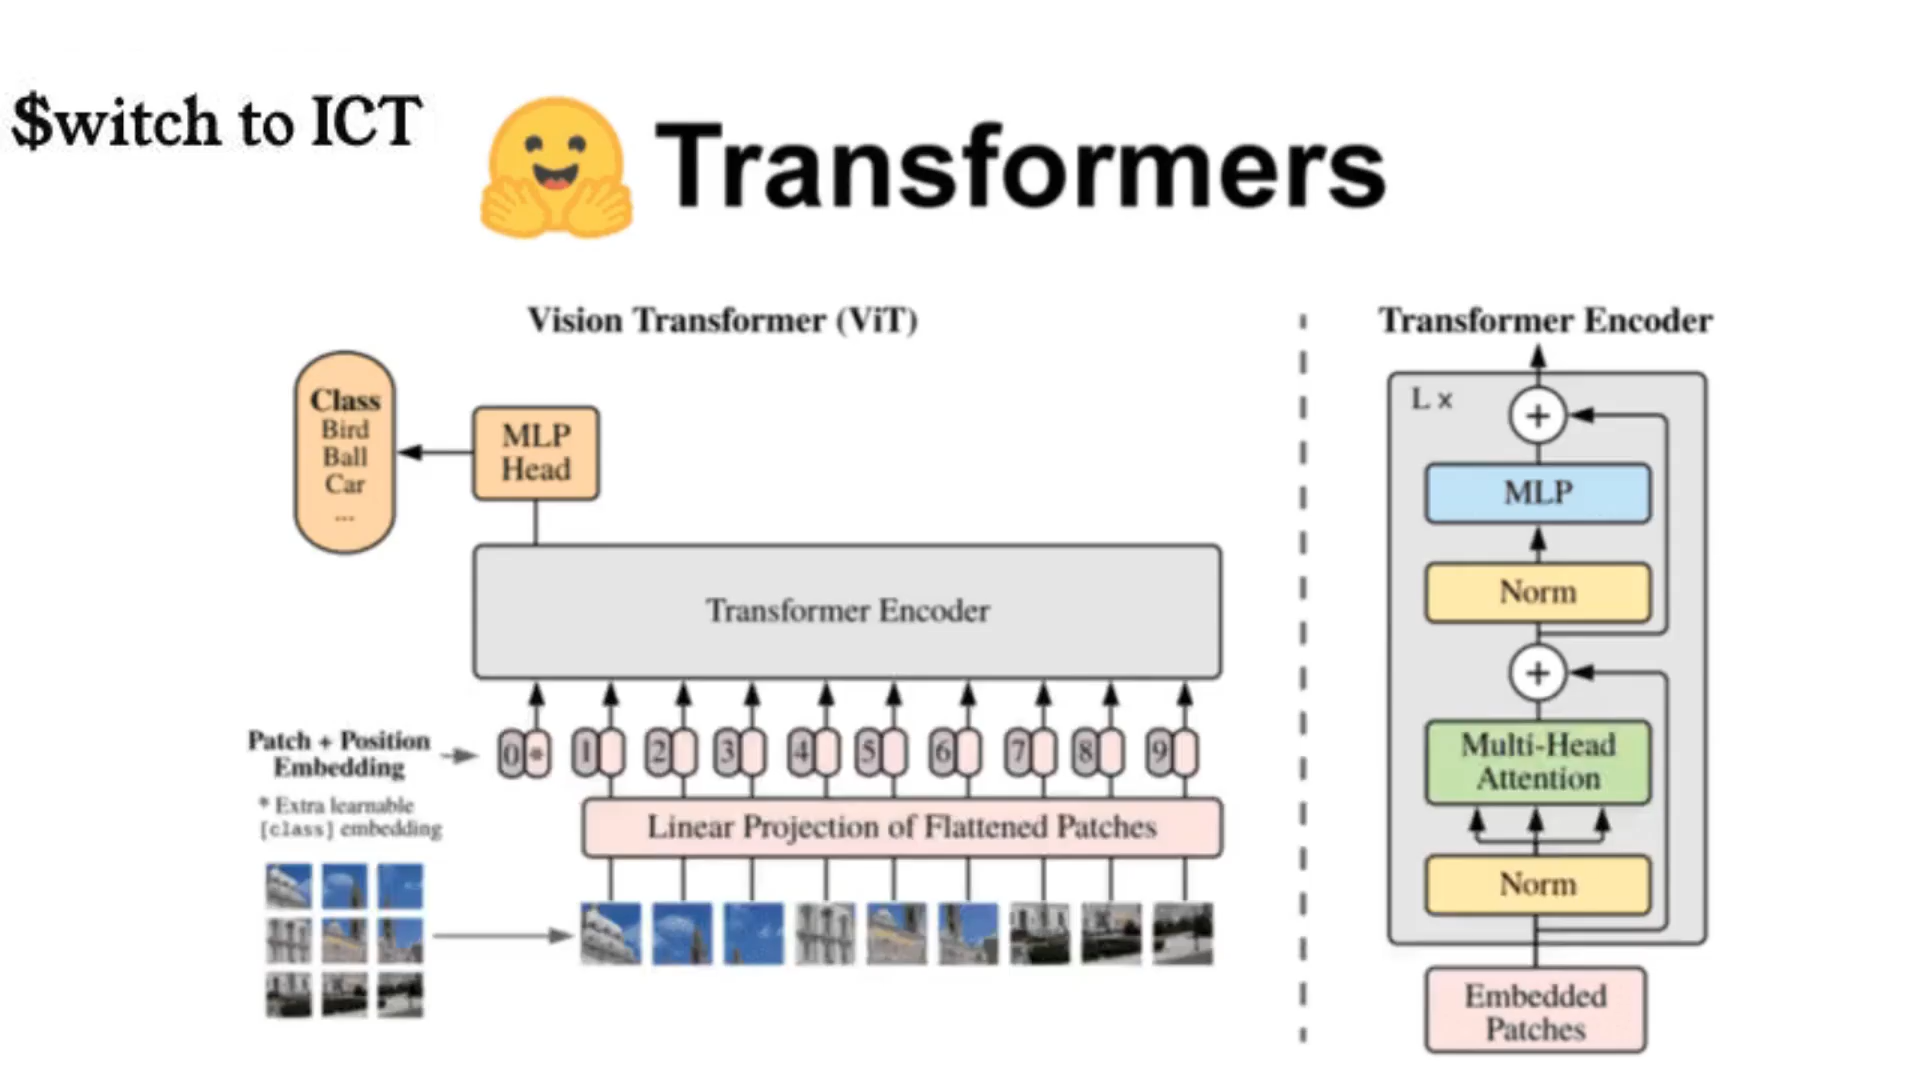 $witch to ICT
Transformers
Vision Transformer (ViT)
Class
Bird
Ball
Car
...
MLP
Head
Transformer Encoder
Patch + Position
Embedding
* Extra learnable
[class] embedding
0 * 1 2 3 4 5 6 7 8 9
Linear Projection of Flattened Patches
Transformer Encoder
L x
+
MLP
Norm
+
Multi-Head
Attention
Norm
Embedded
Patches